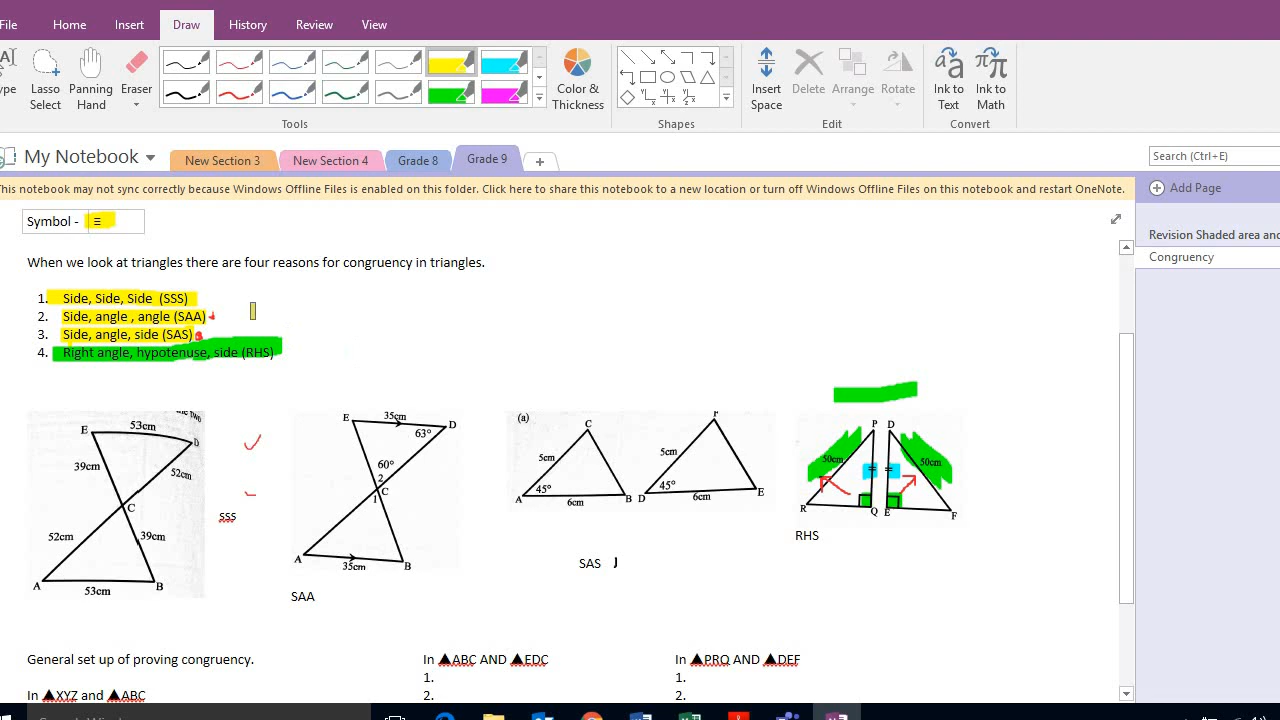 File Home Insert Draw History Review View
Lasso Select
Panning Hand
Eraser
Color & Thickness
Insert Space
Delete
Arrange
Rotate
Ink to Text
Ink to Math
Tools Shapes Edit Convert
My Notebook New Section 3 New Section 4 Grade 8 Grade 9 +
Search (Ctrl+E)
This notebook may not sync correctly because Windows Offline Files is enabled on this folder. Click here to share this notebook to a new location or turn off Windows Offline Files on this notebook and restart OneNote.
Add Page
Revision Shaded area and
Congruency
Symbol - ≡
When we look at triangles there are four reasons for congruency in triangles.
1. Side, Side, Side (SSS)
2. Side, angle , angle (SAA)
3. Side, angle, side (SAS)
4. Right angle, hypotenuse, side (RHS)
E 53cm D
39cm 52cm
C
52cm 39cm
A 53cm B
SSS
E 35cm D
63°
60°
2
1 C
A 35cm B
SAA
(a)
C
5cm
45°
A 6cm B
F
5cm
45°
D 6cm E
SAS J
P D
50cm 50cm
R Q E F
RHS
General set up of proving congruency.
In ▲XYZ and ▲ABC
In ▲ABC AND ▲EDC
1.
2.
In ▲PRQ AND ▲DEF
1.
2.